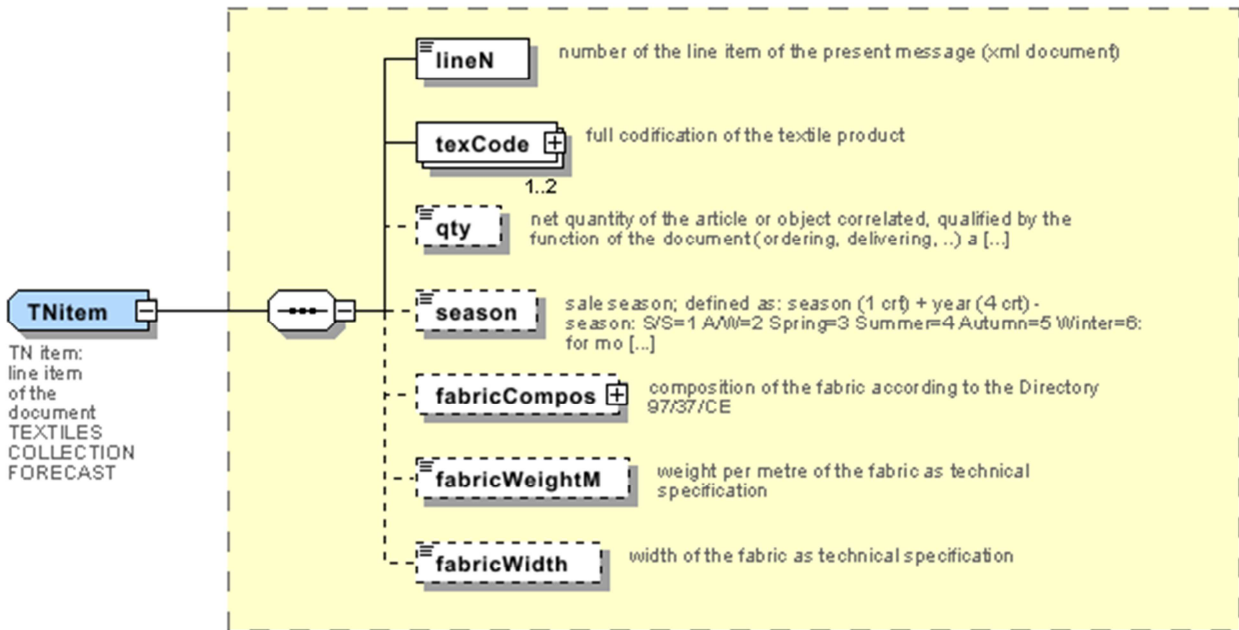 lineN
number of the line item of the present message (xml document)
texCode
full codification of the textile product
1..2
qty
net quantity of the article or object correlated, qualified by the
function of the document (ordering, delivering, ..) a [...]
TNitem
TN item:
line item
of the
document
TEXTILES
COLLECTION
FORECAST
season
sale season; defined as: season (1 crt) + year (4 crt) -
season: S/S=1 A/W=2 Spring=3 Summer=4 Autumn=5 Winter=6:
for mo [...]
fabricCompos
composition of the fabric according to the Directory
97/37/CE
fabricWeightM
weight per metre of the fabric as technical
specification
fabricWidth
width of the fabric as technical specification